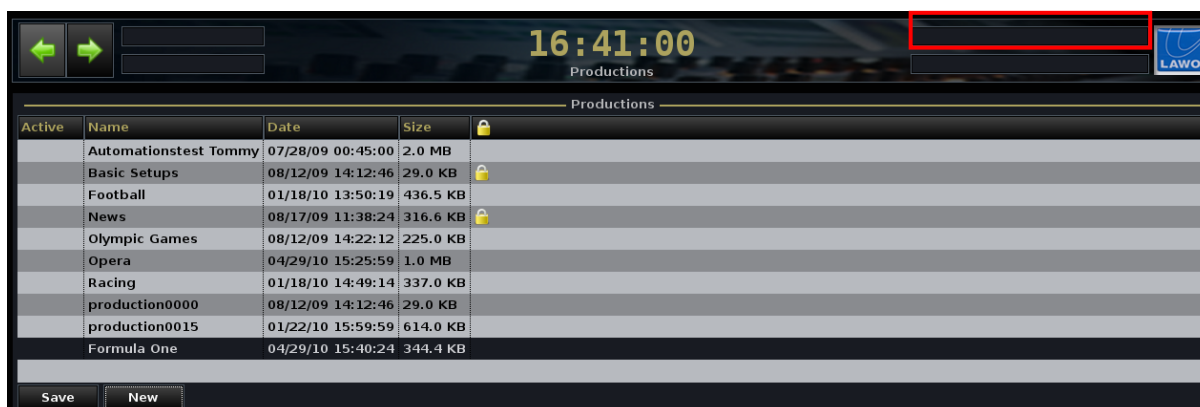 16:41:00
Productions
LAWO
Productions
Active Name Date Size
Automationstest Tommy 07/28/09 00:45:00 2.0 MB
Basic Setups 08/12/09 14:12:46 29.0 KB
Football 01/18/10 13:50:19 436.5 KB
News 08/17/09 11:38:24 316.6 KB
Olympic Games 08/12/09 14:22:12 225.0 KB
Opera 04/29/10 15:25:59 1.0 MB
Racing 01/18/10 14:49:14 337.0 KB
production0000 08/12/09 14:12:46 29.0 KB
production0015 01/22/10 15:59:59 614.0 KB
Formula One 04/29/10 15:40:24 344.4 KB
Save New